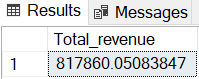 Results Messages
Total_revenue
1 817860.05083847